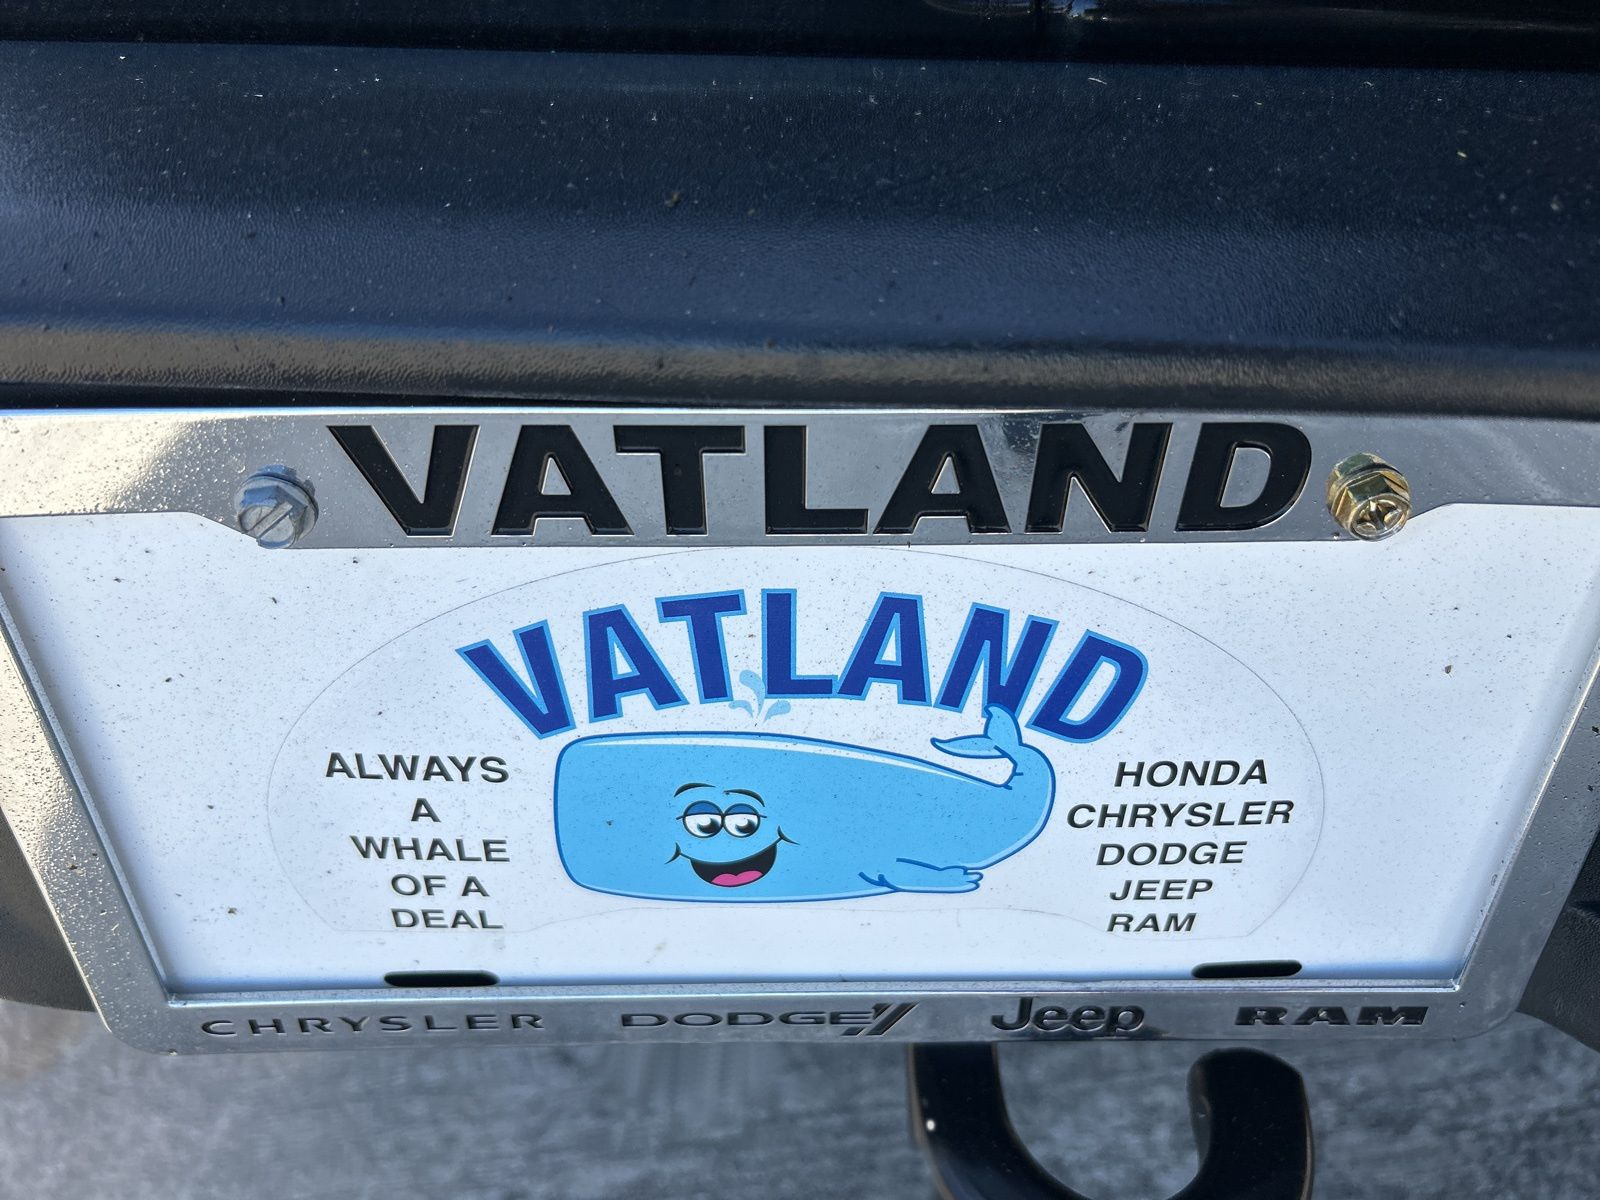 VATLAND
VATLAND
ALWAYS
A
WHALE
OF A
DEAL
HONDA
CHRYSLER
DODGE
JEEP
RAM
CHRYSLER DODGE Jeep RAM